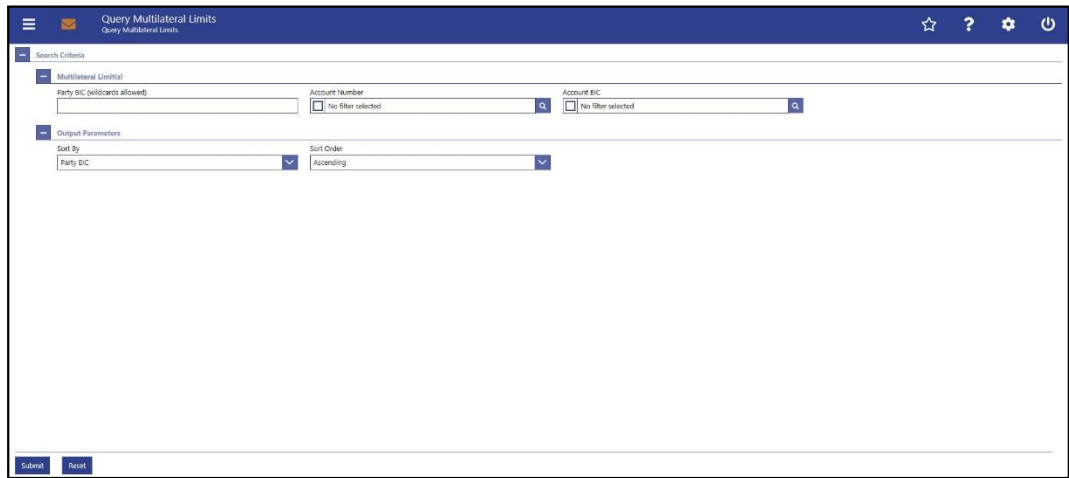 Query Multilateral Limits
Query Multilateral Limits
?
Search Criteria
Multilateral Limit(s)
Party BIC (wildcards allowed) Account Number Account BIC
No filter selected No filter selected
Output Parameters
Sort By Sort Order
Party BIC Ascending
Submit Reset